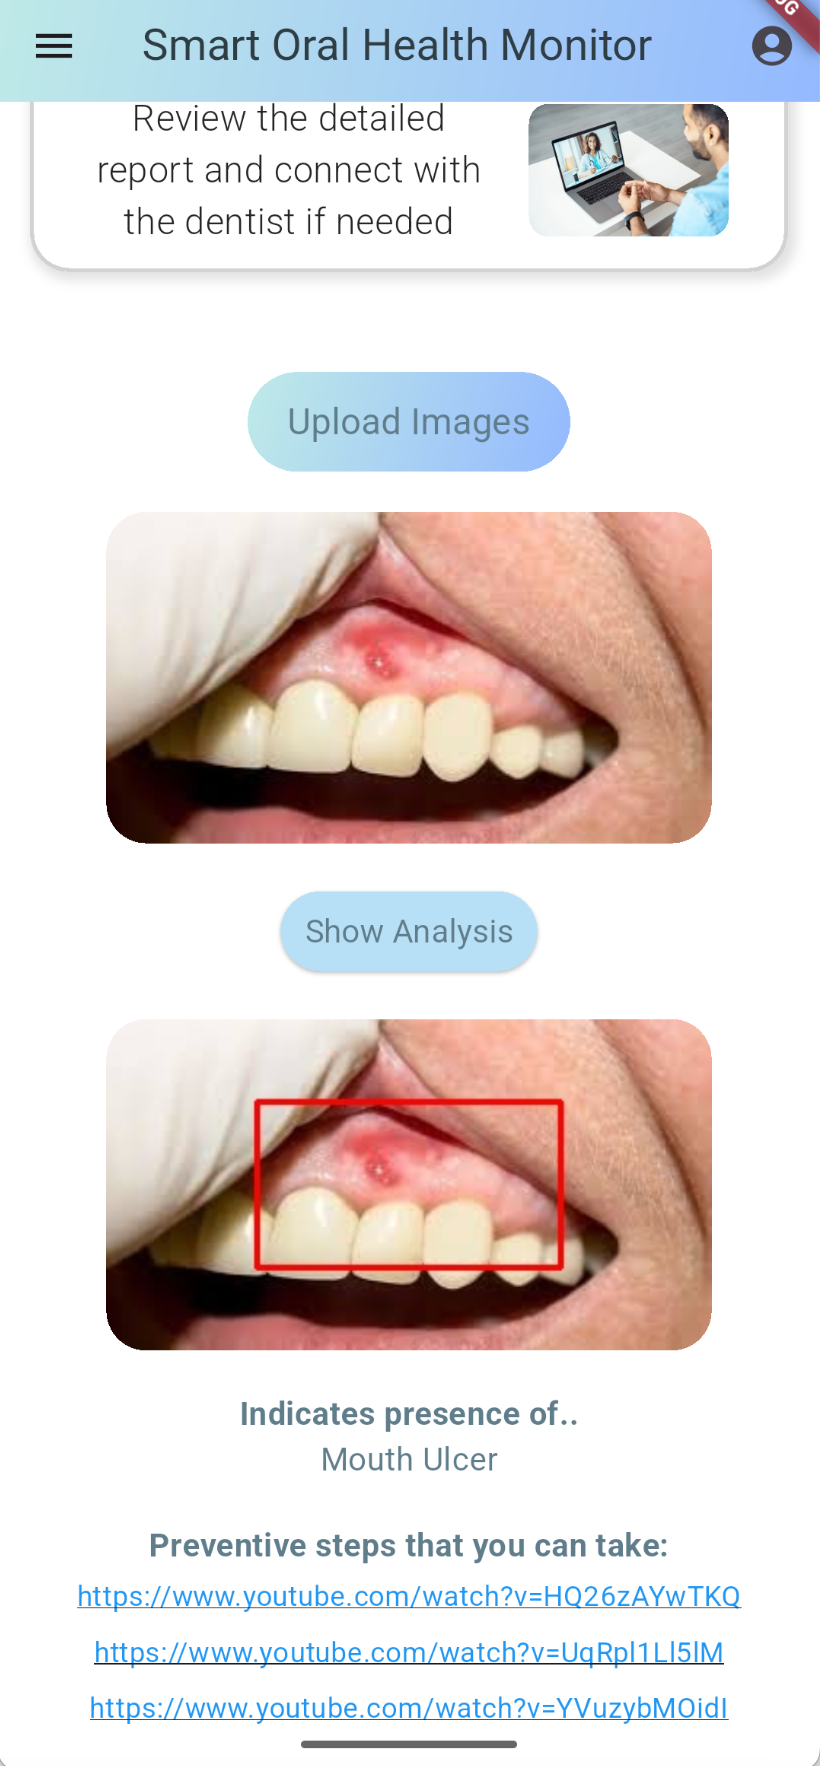 Smart Oral Health Monitor
Review the detailed
report and connect with
the dentist if needed
Upload Images
Show Analysis
Indicates presence of..
Mouth Ulcer
Preventive steps that you can take:
https://www.youtube.com/watch?v=HQ26zAYwTKQ
https://www.youtube.com/watch?v=UqRpl1Ll5lM
https://www.youtube.com/watch?v=YVuzybMOidI